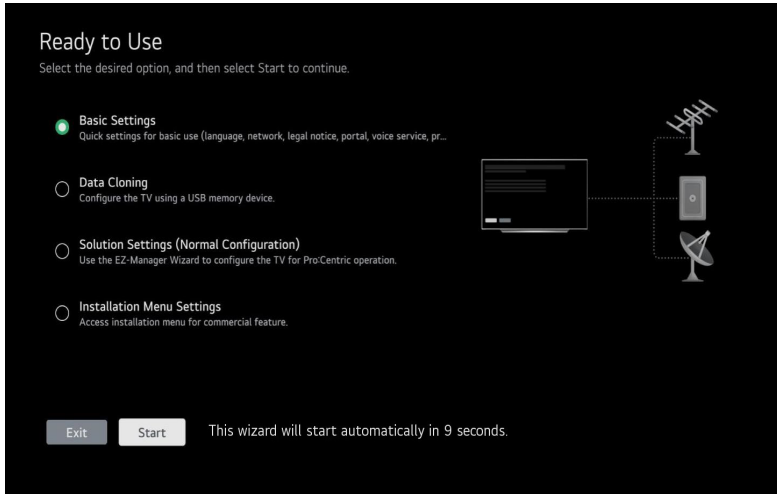 Ready to Use
Select the desired option, and then select Start to continue.
Basic Settings
Quick settings for basic use (language, network, legal notice, portal, voice service, pr...
Data Cloning
Configure the TV using a USB memory device.
Solution Settings (Normal Configuration)
Use the EZ-Manager Wizard to configure the TV for Pro:Centric operation.
Installation Menu Settings
Access installation menu for commercial feature.
Exit
Start
This wizard will start automatically in 9 seconds.